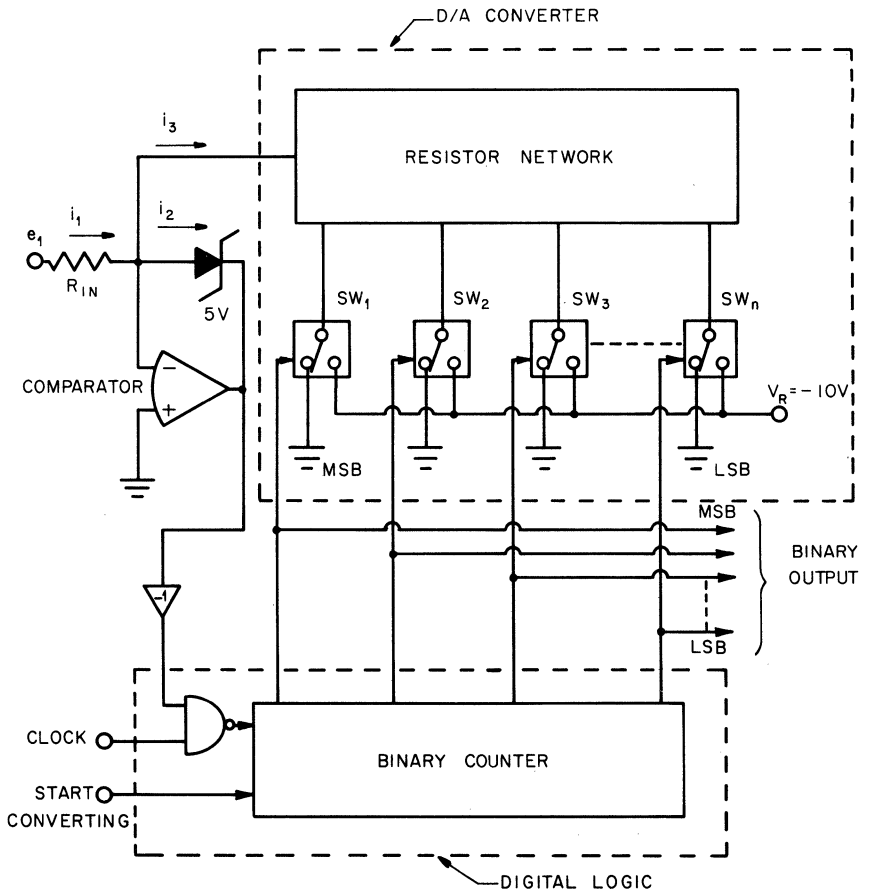 D/A CONVERTER
i3
RESISTOR NETWORK
i1
i2
e1
RIN
5V
SW1
SW2
SW3
SWn
COMPARATOR
−
+
VR = −10V
MSB
LSB
MSB
BINARY
OUTPUT
LSB
−1
CLOCK
BINARY COUNTER
START
CONVERTING
DIGITAL LOGIC